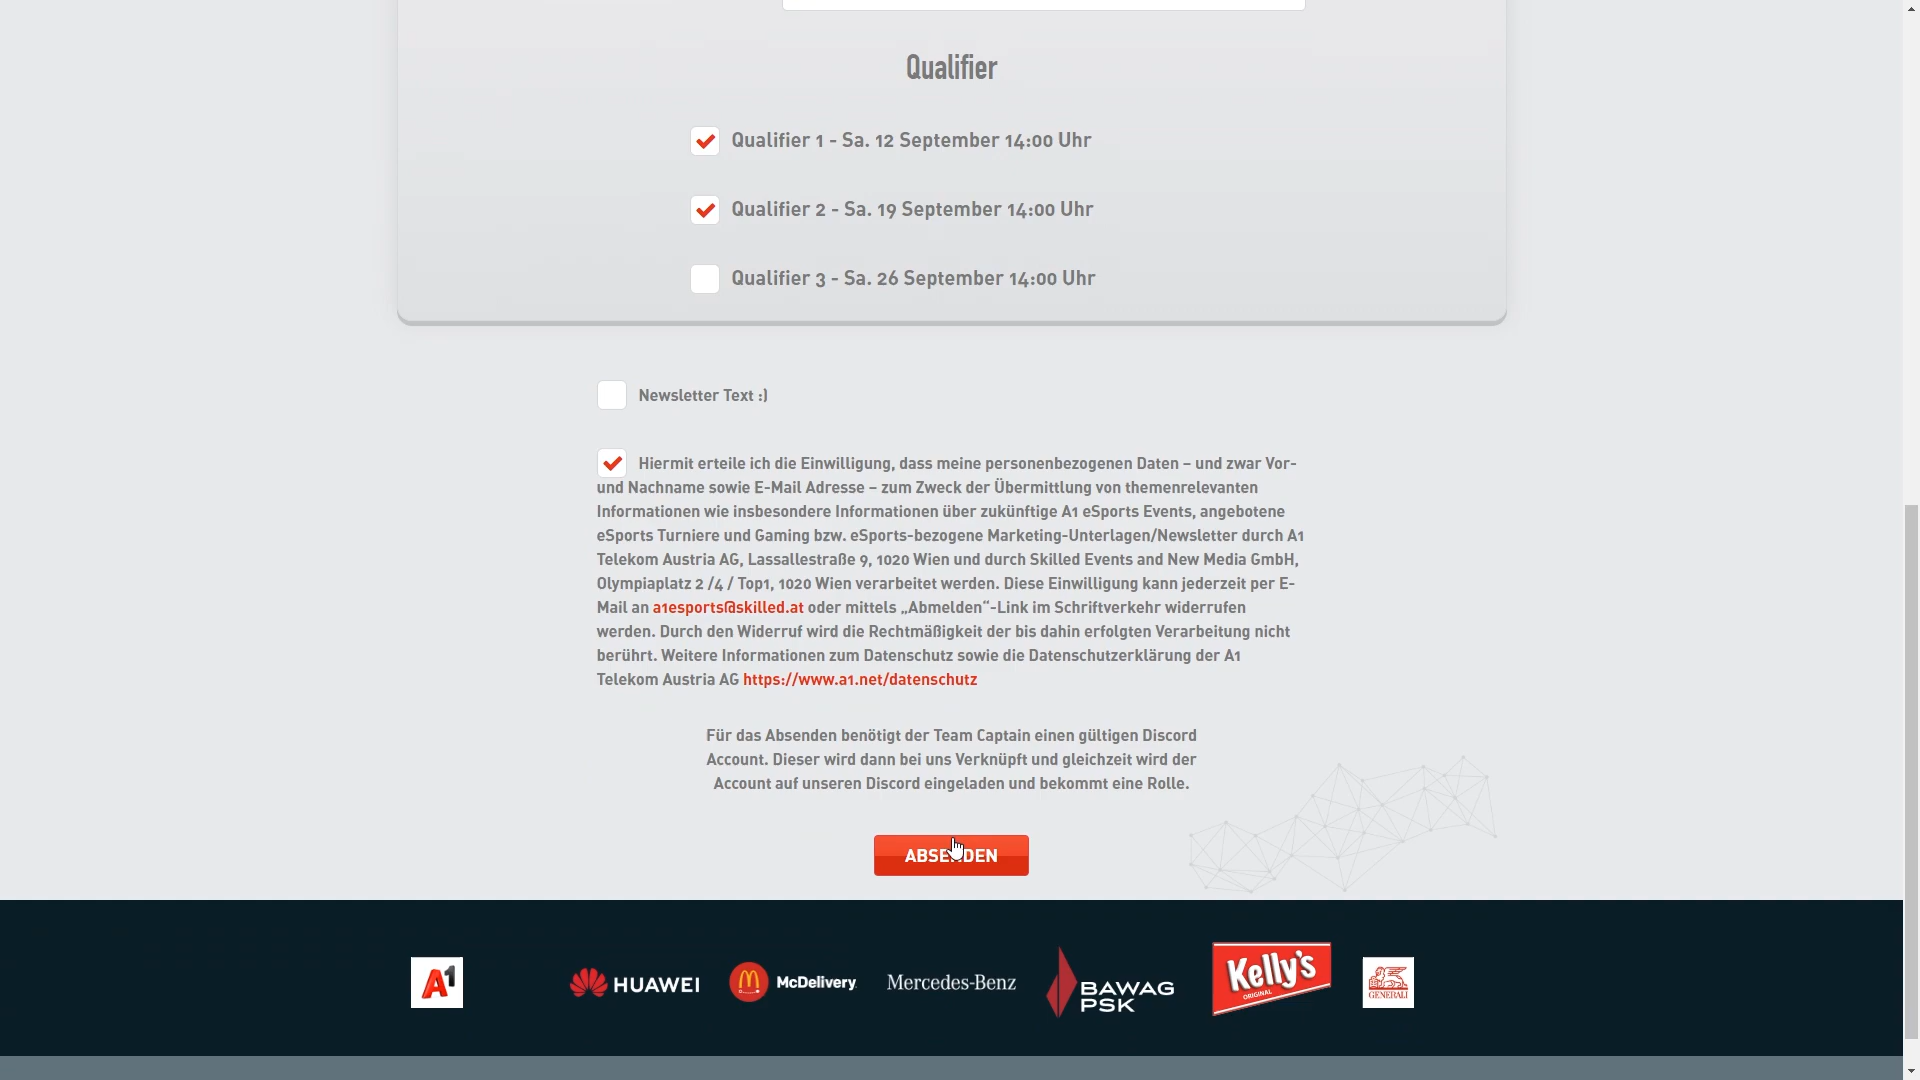 Qualifier
Qualifier 1 - Sa. 12 September 14:00 Uhr
Qualifier 2 - Sa. 19 September 14:00 Uhr
Qualifier 3 - Sa. 26 September 14:00 Uhr
Newsletter Text :)
Hiermit erteile ich die Einwilligung, dass meine personenbezogenen Daten – und zwar Vor-
und Nachname sowie E-Mail Adresse – zum Zweck der Übermittlung von themenrelevanten
Informationen wie insbesondere Informationen über zukünftige A1 eSports Events, angebotene
eSports Turniere und Gaming bzw. eSports-bezogene Marketing-Unterlagen/Newsletter durch A1
Telekom Austria AG, Lassallestraße 9, 1020 Wien und durch Skilled Events and New Media GmbH,
Olympiaplatz 2 /4 / Top1, 1020 Wien verarbeitet werden. Diese Einwilligung kann jederzeit per E-
Mail an a1esports@skilled.at oder mittels „Abmelden“-Link im Schriftverkehr widerrufen
werden. Durch den Widerruf wird die Rechtmäßigkeit der bis dahin erfolgten Verarbeitung nicht
berührt. Weitere Informationen zum Datenschutz sowie die Datenschutzerklärung der A1
Telekom Austria AG https://www.a1.net/datenschutz
Für das Absenden benötigt der Team Captain einen gültigen Discord
Account. Dieser wird dann bei uns Verknüpft und gleichzeit wird der
Account auf unseren Discord eingeladen und bekommt eine Rolle.
ABSENDEN
A1
HUAWEI
McDelivery
Mercedes-Benz
BAWAG
PSK
Kelly's
ORIGINAL
GENERALI